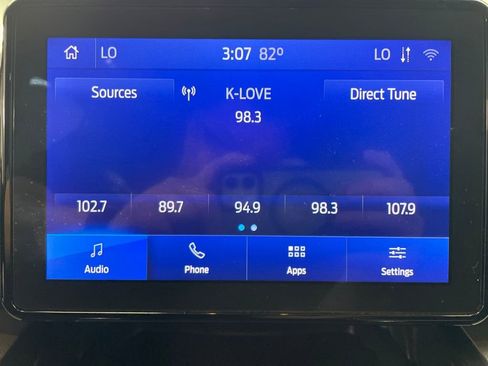 LO 3:07 82° LO
Sources K-LOVE Direct Tune
98.3
102.7 89.7 94.9 98.3 107.9
Audio Phone Apps Settings